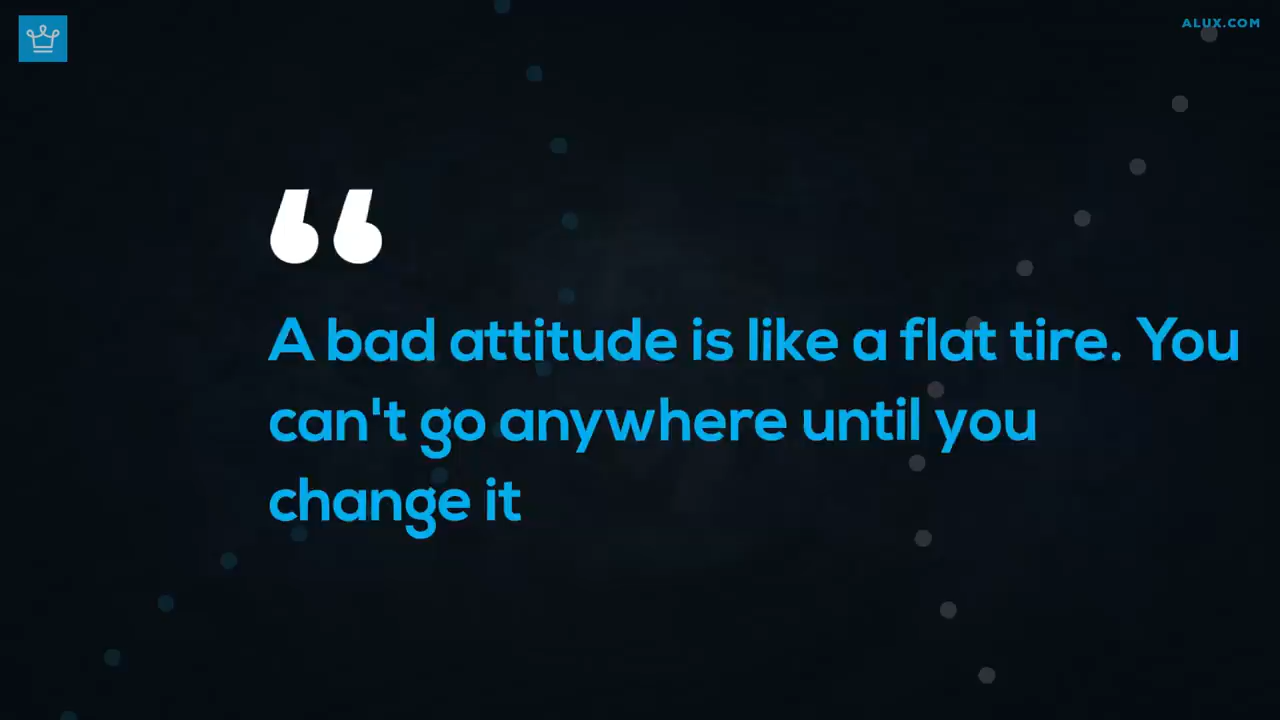 ALUX.COM
“
A bad attitude is like a flat tire. You
can't go anywhere until you
change it